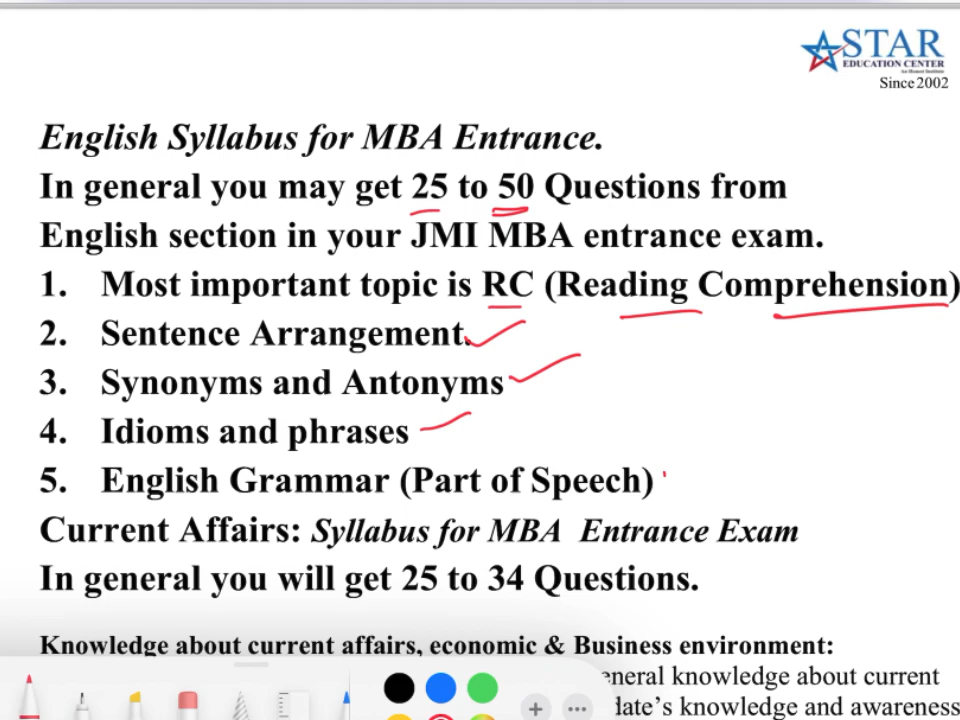 STAR
EDUCATION CENTER
Since 2002
English Syllabus for MBA Entrance.
In general you may get 25 to 50 Questions from
English section in your JMI MBA entrance exam.
1. Most important topic is RC (Reading Comprehension)
2. Sentence Arrangement.
3. Synonyms and Antonyms
4. Idioms and phrases
5. English Grammar (Part of Speech)
Current Affairs: Syllabus for MBA Entrance Exam
In general you will get 25 to 34 Questions.
Knowledge about current affairs, economic & Business environment:
eneral knowledge about current
date's knowledge and awareness